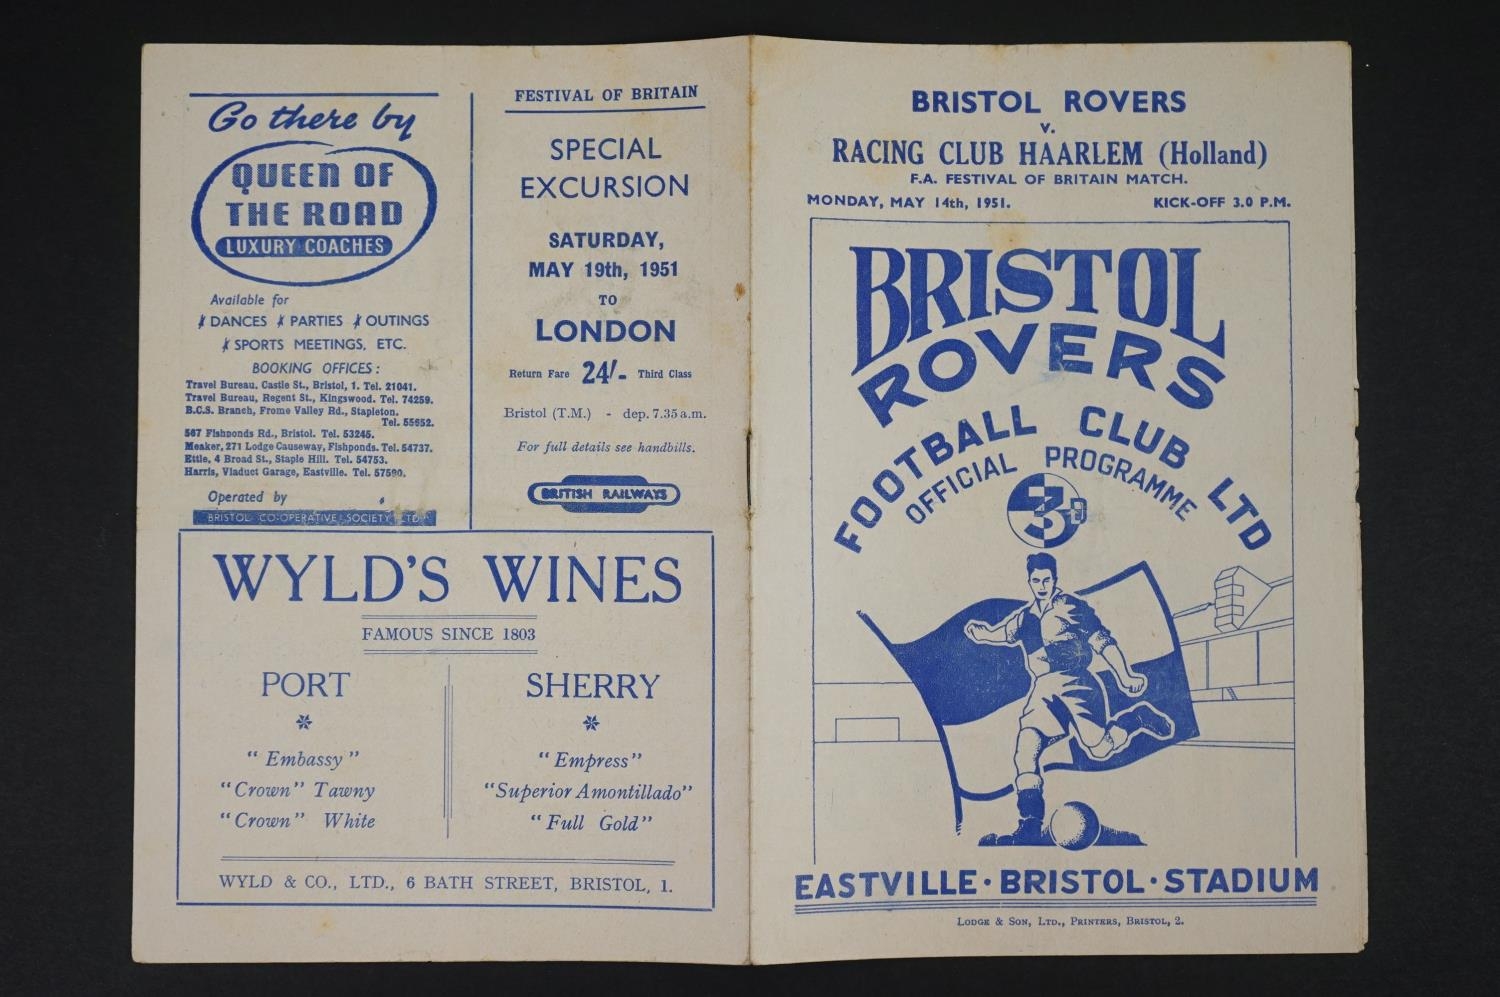 Go there by
QUEEN OF
THE ROAD
LUXURY COACHES
Available for
DANCES PARTIES OUTINGS
SPORTS MEETINGS, ETC.
BOOKING OFFICES:
Travel Bureau, Castle St., Bristol, 1. Tel. 21041.
Travel Bureau, Regent St., Kingswood. Tel. 74259.
B.C.S. Branch, Frome Valley Rd., Stapleton.
Tel. 55652.
567 Fishponds Rd., Bristol. Tel. 53245.
Meaker, 271 Lodge Causeway, Fishponds. Tel. 54737.
Ettle, 4 Broad St., Staple Hill. Tel. 54753.
Harris, Viaduct Garage, Eastville. Tel. 57590.
Operated by
BRISTOL CO-OPERATIVE SOCIETY LTD
FESTIVAL OF BRITAIN
SPECIAL
EXCURSION
SATURDAY,
MAY 19th, 1951
TO
LONDON
Return Fare 24/- Third Class
Bristol (T.M.) - dep. 7.35 a.m.
For full details see handbills.
BRITISH RAILWAYS
WYLD'S WINES
FAMOUS SINCE 1803
PORT
"Embassy"
"Crown" Tawny
"Crown" White
SHERRY
"Empress"
"Superior Amontillado"
"Full Gold"
WYLD & CO., LTD., 6 BATH STREET, BRISTOL, 1.
BRISTOL ROVERS
V.
RACING CLUB HAARLEM (Holland)
F.A. FESTIVAL OF BRITAIN MATCH.
MONDAY, MAY 14th, 1951. KICK-OFF 3.0 P.M.
BRISTOL
ROVERS
FOOTBALL CLUB LTD
OFFICIAL PROGRAMME
3D
EASTVILLE · BRISTOL · STADIUM
LODGE & SON, LTD., PRINTERS, BRISTOL, 2.